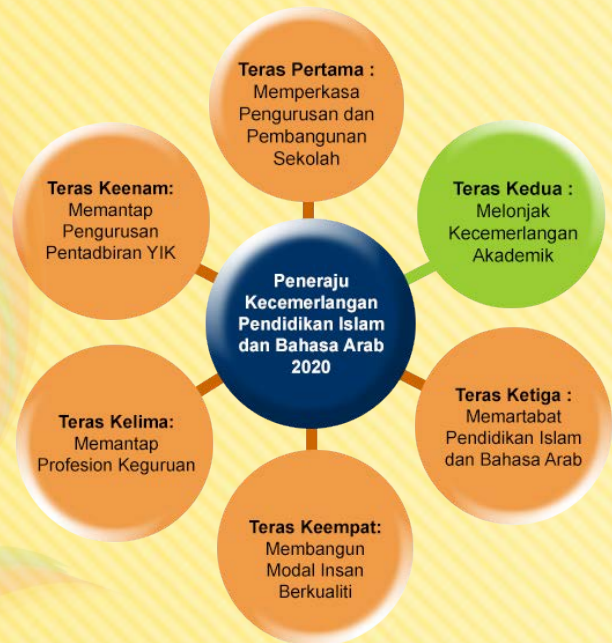 Teras Pertama :
Memperkasa
Pengurusan dan
Pembangunan
Sekolah
Teras Kedua :
Melonjak
Kecemerlangan
Akademik
Teras Ketiga :
Memartabat
Pendidikan Islam
dan Bahasa Arab
Teras Keempat:
Membangun
Modal Insan
Berkualiti
Teras Kelima:
Memantap
Profesion Keguruan
Teras Keenam:
Memantap
Pengurusan
Pentadbiran YIK
Peneraju
Kecemerlangan
Pendidikan Islam
dan Bahasa Arab
2020